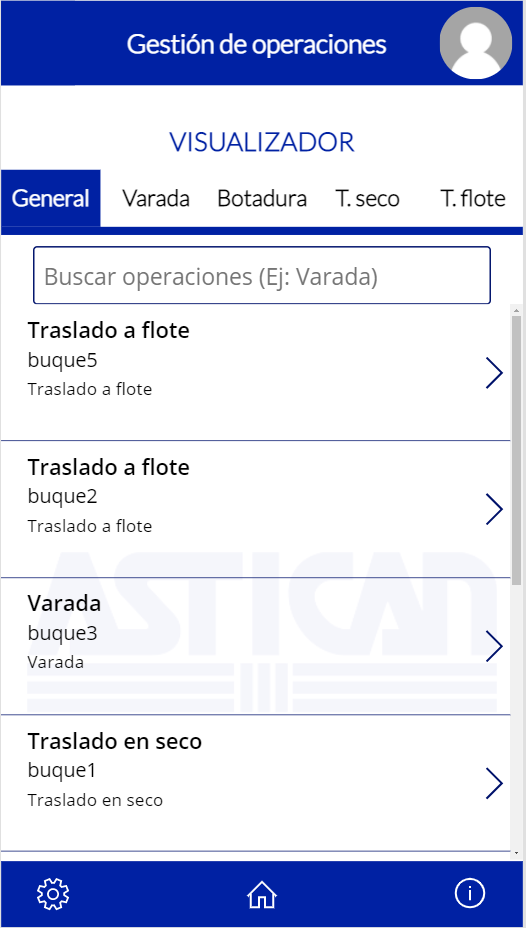 Gestión de operaciones
VISUALIZADOR
General Varada Botadura T. seco T. flote
Buscar operaciones (Ej: Varada)
Traslado a flote
buque5
Traslado a flote
Traslado a flote
buque2
Traslado a flote
ASTICAN
Varada
buque3
Varada
Traslado en seco
buque1
Traslado en seco